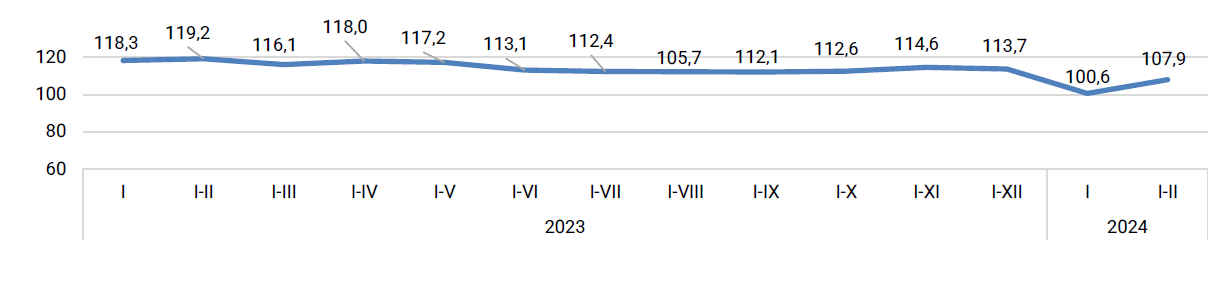 118,3 119,2 116,1 118,0 117,2 113,1 112,4 105,7 112,1 112,6 114,6 113,7 100,6 107,9
120
100
80
60
I I-II I-III I-IV I-V I-VI I-VII I-VIII I-IX I-X I-XI I-XII I I-II
2023 2024